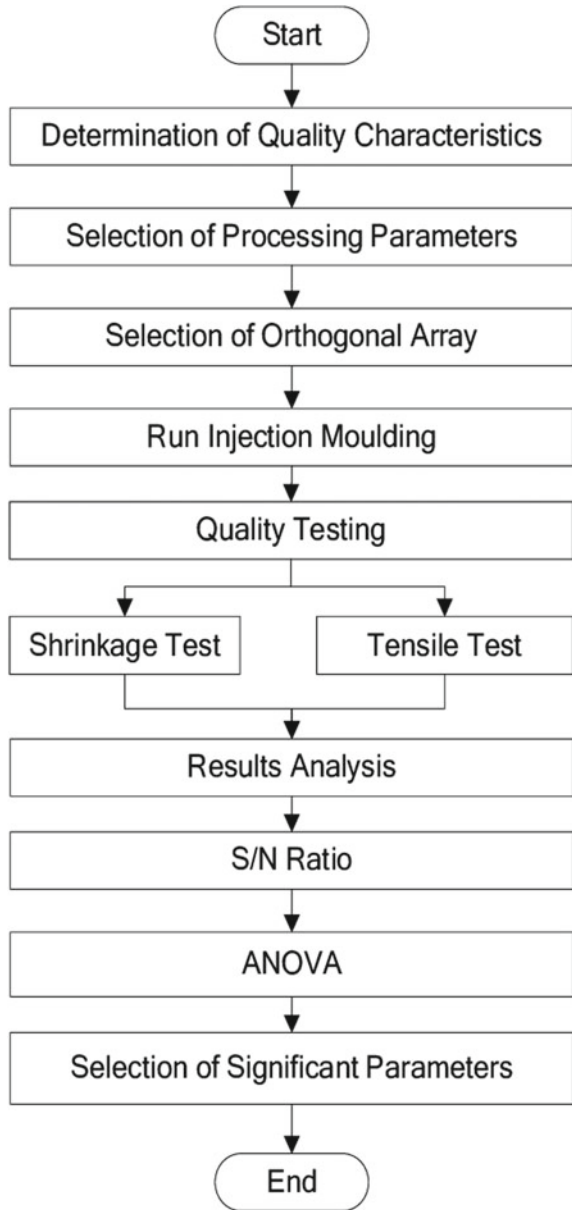 Start
Determination of Quality Characteristics
Selection of Processing Parameters
Selection of Orthogonal Array
Run Injection Moulding
Quality Testing
Shrinkage Test
Tensile Test
Results Analysis
S/N Ratio
ANOVA
Selection of Significant Parameters
End